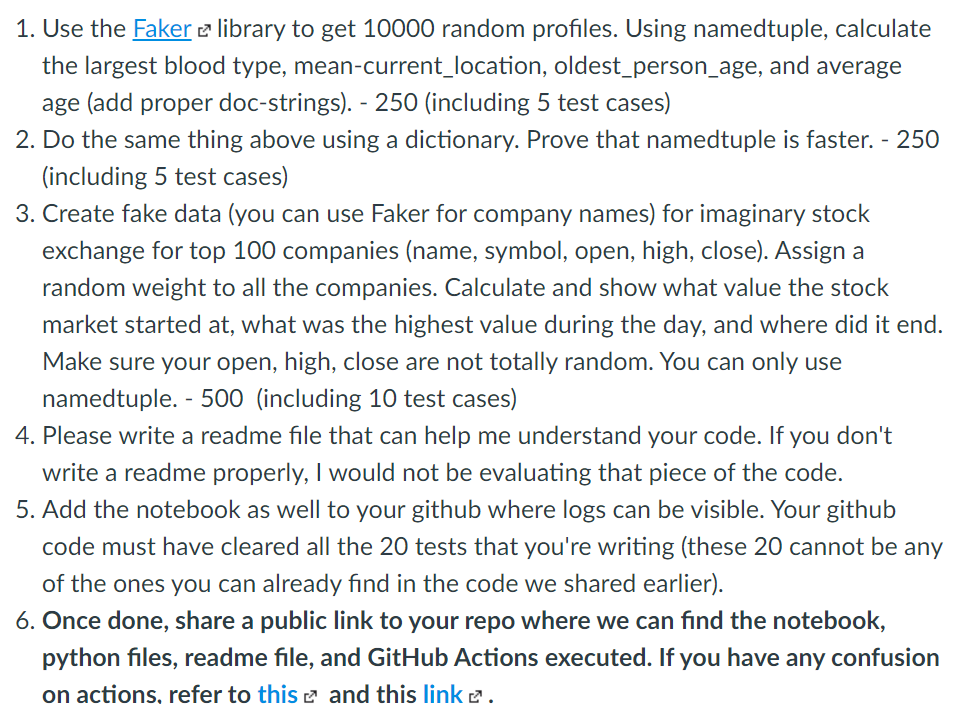 1. Use the Faker library to get 10000 random profiles. Using namedtuple, calculate
the largest blood type, mean-current_location, oldest_person_age, and average
age (add proper doc-strings). - 250 (including 5 test cases)
2. Do the same thing above using a dictionary. Prove that namedtuple is faster. - 250
(including 5 test cases)
3. Create fake data (you can use Faker for company names) for imaginary stock
exchange for top 100 companies (name, symbol, open, high, close). Assign a
random weight to all the companies. Calculate and show what value the stock
market started at, what was the highest value during the day, and where did it end.
Make sure your open, high, close are not totally random. You can only use
namedtuple. - 500 (including 10 test cases)
4. Please write a readme file that can help me understand your code. If you don't
write a readme properly, I would not be evaluating that piece of the code.
5. Add the notebook as well to your github where logs can be visible. Your github
code must have cleared all the 20 tests that you're writing (these 20 cannot be any
of the ones you can already find in the code we shared earlier).
6. Once done, share a public link to your repo where we can find the notebook,
python files, readme file, and GitHub Actions executed. If you have any confusion
on actions, refer to this and this link .